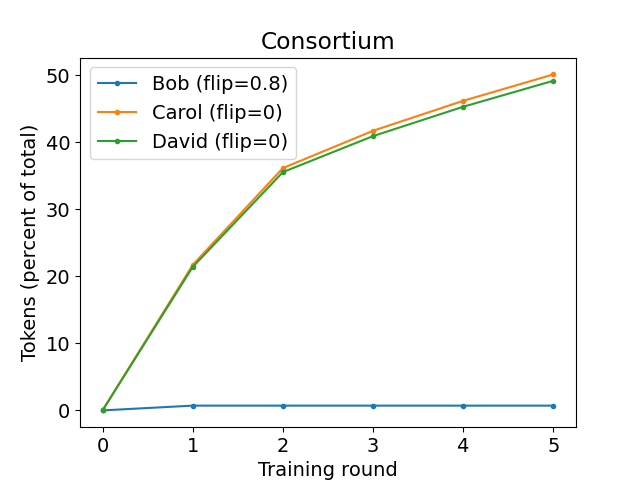 Consortium
Bob (flip=0.8)
Carol (flip=0)
David (flip=0)
Tokens (percent of total)
50
40
30
20
10
0
0 1 2 3 4 5
Training round